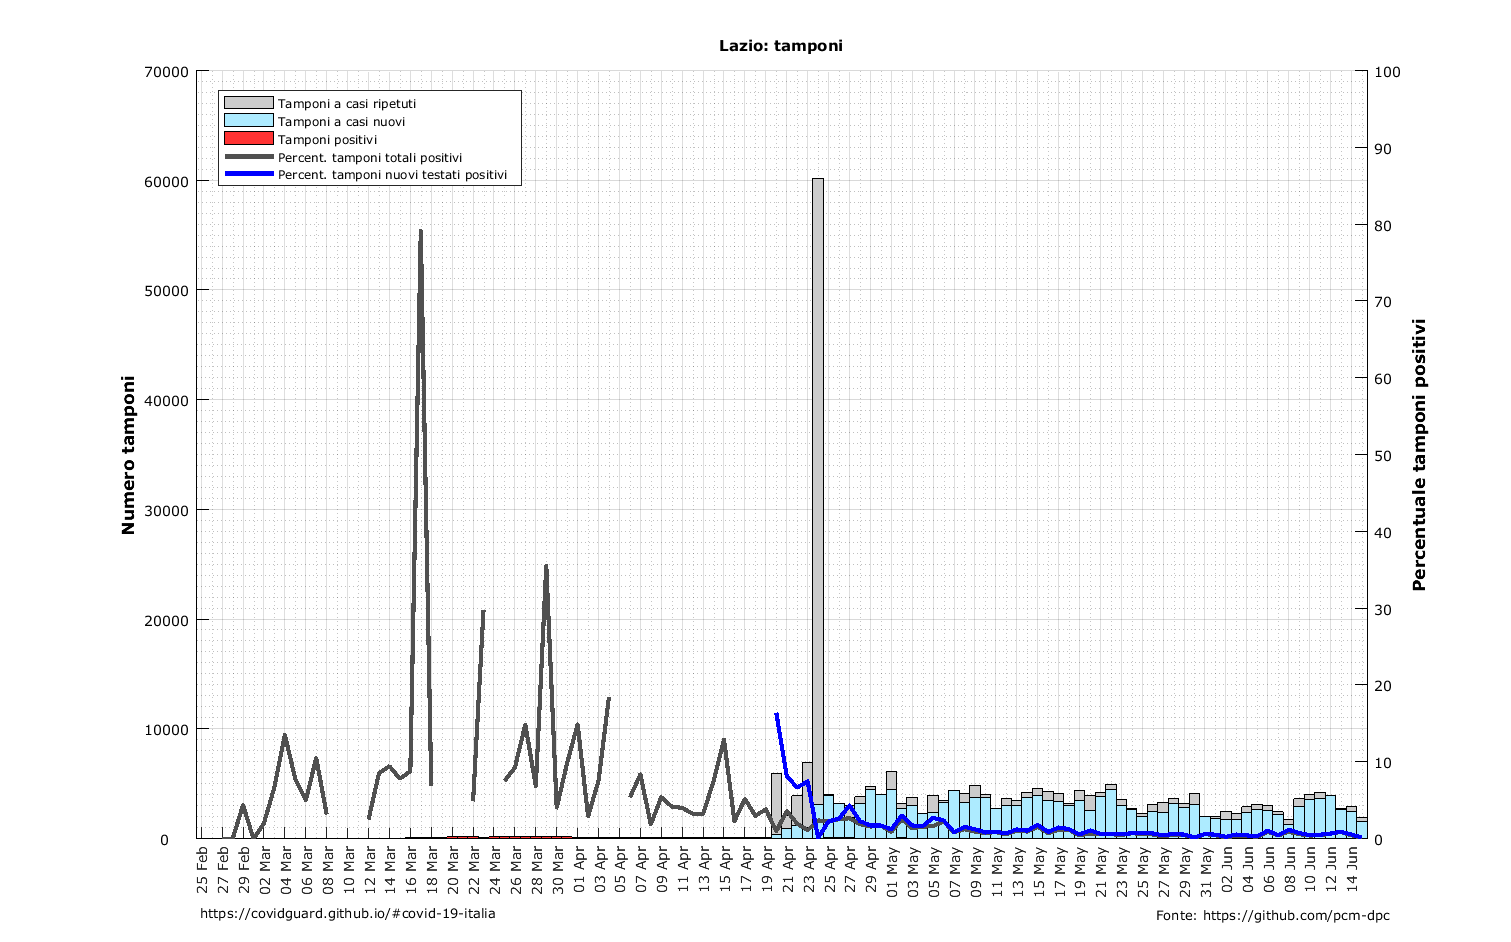 Lazio: tamponi
Tamponi a casi ripetuti
Tamponi a casi nuovi
Tamponi positivi
Percent. tamponi totali positivi
Percent. tamponi nuovi testati positivi
Numero tamponi
70000
60000
50000
40000
30000
20000
10000
0
Percentuale tamponi positivi
100
90
80
70
60
50
40
30
20
10
0
25 Feb
27 Feb
29 Feb
02 Mar
04 Mar
06 Mar
08 Mar
10 Mar
12 Mar
14 Mar
16 Mar
18 Mar
20 Mar
22 Mar
24 Mar
26 Mar
28 Mar
30 Mar
01 Apr
03 Apr
05 Apr
07 Apr
09 Apr
11 Apr
13 Apr
15 Apr
17 Apr
19 Apr
21 Apr
23 Apr
25 Apr
27 Apr
29 Apr
01 May
03 May
05 May
07 May
09 May
11 May
13 May
15 May
17 May
19 May
21 May
23 May
25 May
27 May
29 May
31 May
02 Jun
04 Jun
06 Jun
08 Jun
10 Jun
12 Jun
14 Jun
https://covidguard.github.io/#covid-19-italia
Fonte: https://github.com/pcm-dpc